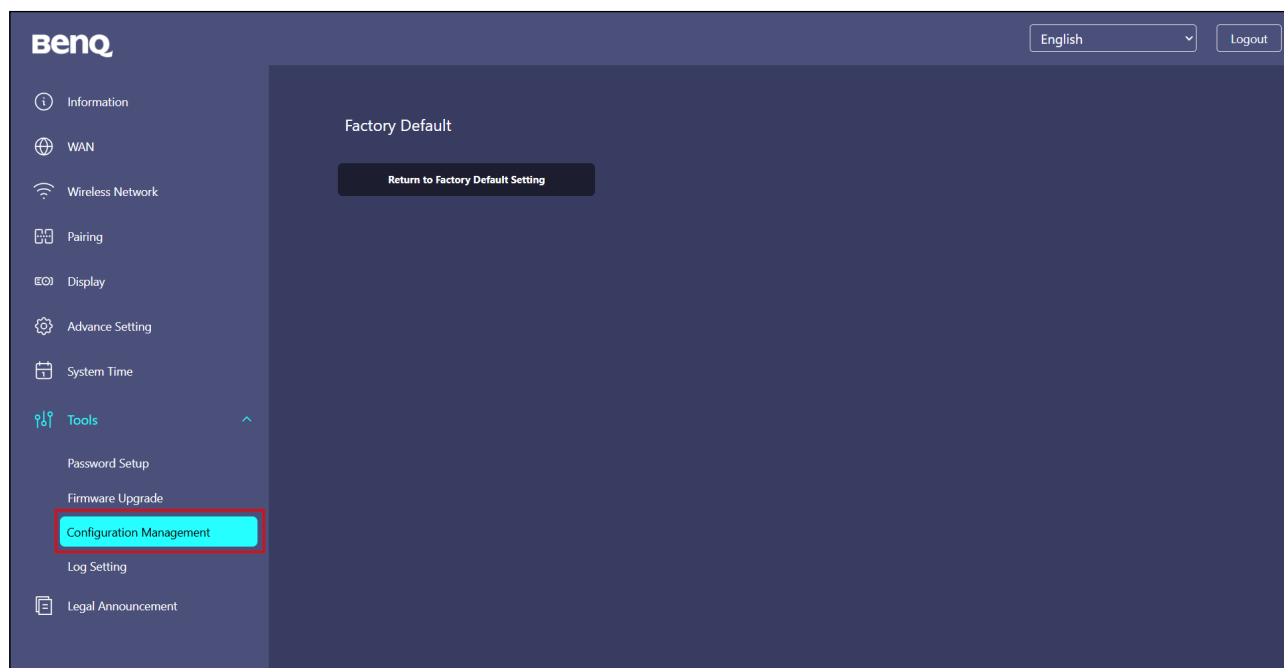 BenQ
English
Logout
Information
WAN
Wireless Network
Pairing
Display
Advance Setting
System Time
Tools
Password Setup
Firmware Upgrade
Configuration Management
Log Setting
Legal Announcement
Factory Default
Return to Factory Default Setting